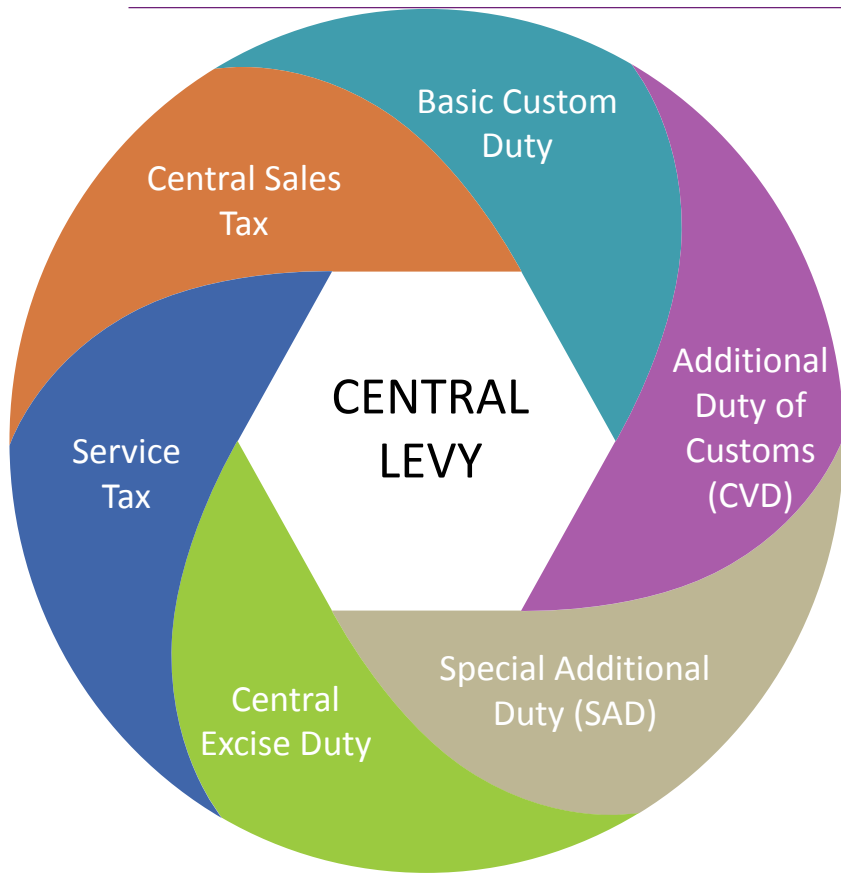 Basic Custom
Duty
Central Sales
Tax
Additional
Duty of
Customs
(CVD)
CENTRAL
LEVY
Service
Tax
Special Additional
Duty (SAD)
Central
Excise Duty